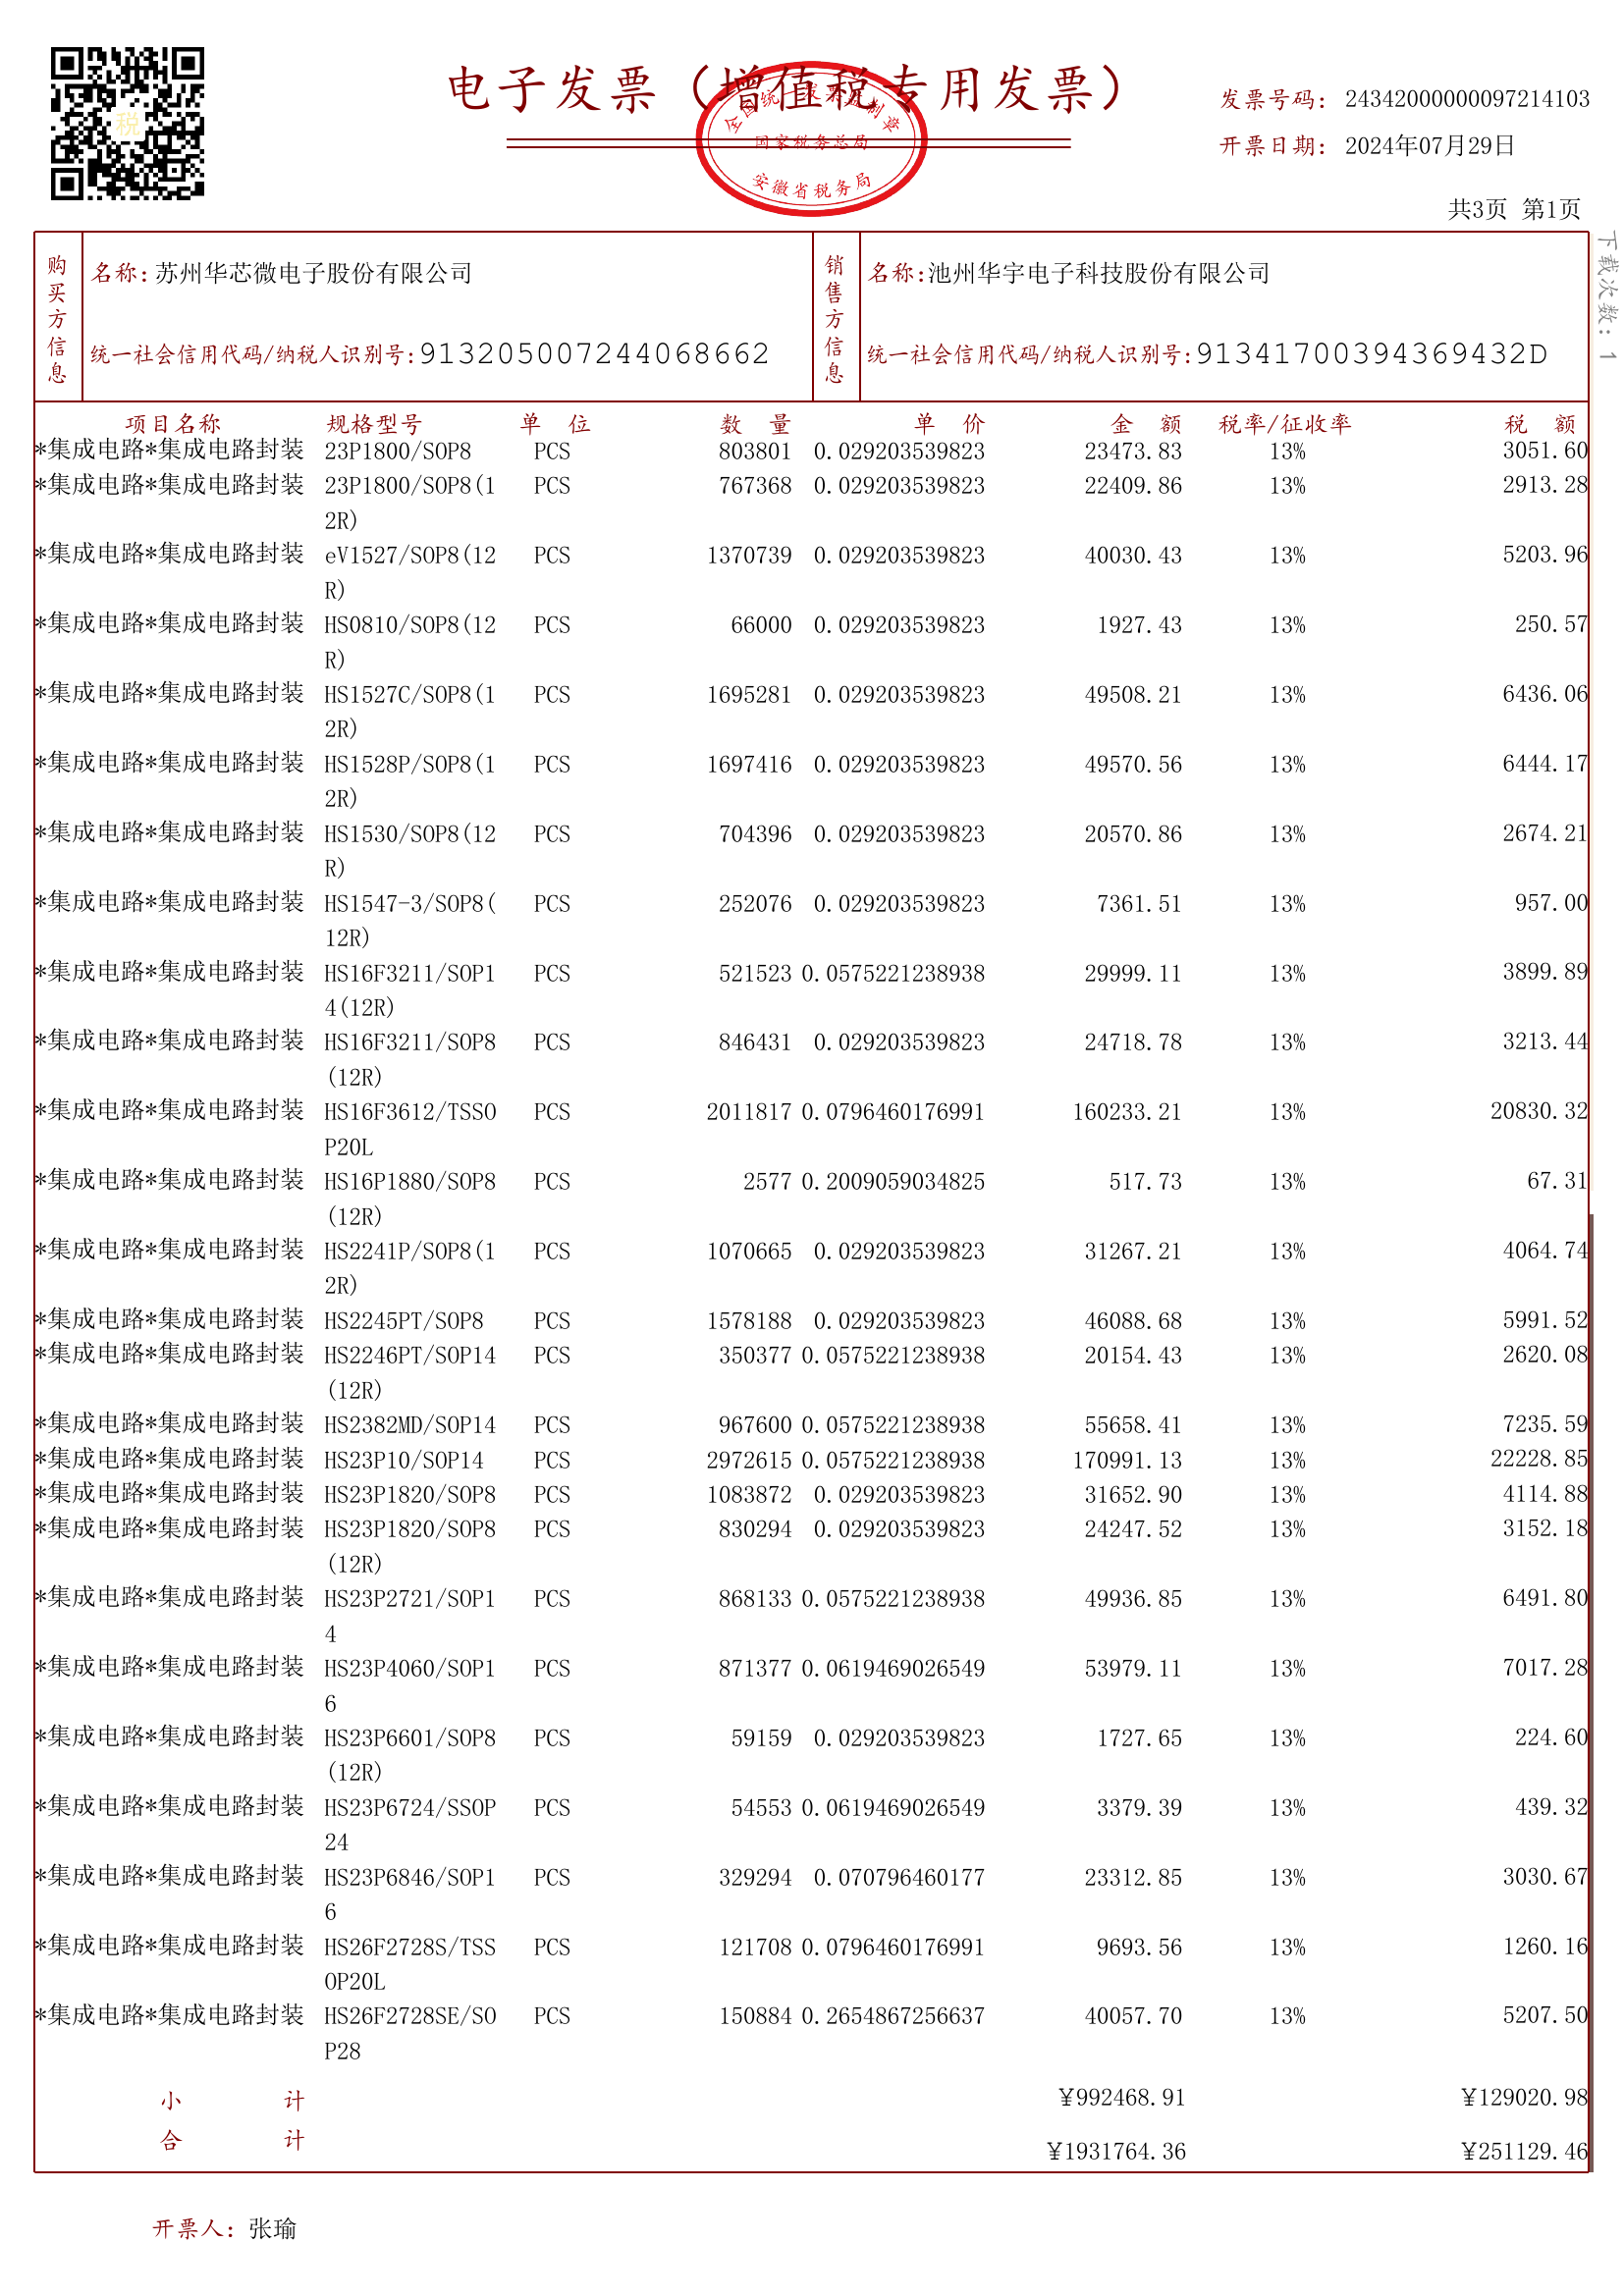 电子发票（增值税专用发票）
全国统一发票监制章
国家税务总局
安徽省税务局
税
发票号码：24342000000097214103
开票日期：2024年07月29日
共3页 第1页
下载次数：1
购买方信息
名称：苏州华芯微电子股份有限公司
统一社会信用代码/纳税人识别号：913205007244068662
销售方信息
名称：池州华宇电子科技股份有限公司
统一社会信用代码/纳税人识别号：91341700394369432D
项目名称 规格型号 单位 数量 单价 金额 税率/征收率 税额
*集成电路*集成电路封装 23P1800/SOP8 PCS 803801 0.029203539823 23473.83 13% 3051.60
*集成电路*集成电路封装 23P1800/SOP8(1 PCS 767368 0.029203539823 22409.86 13% 2913.28
2R)
*集成电路*集成电路封装 eV1527/SOP8(12 PCS 1370739 0.029203539823 40030.43 13% 5203.96
R)
*集成电路*集成电路封装 HS0810/SOP8(12 PCS 66000 0.029203539823 1927.43 13% 250.57
R)
*集成电路*集成电路封装 HS1527C/SOP8(1 PCS 1695281 0.029203539823 49508.21 13% 6436.06
2R)
*集成电路*集成电路封装 HS1528P/SOP8(1 PCS 1697416 0.029203539823 49570.56 13% 6444.17
2R)
*集成电路*集成电路封装 HS1530/SOP8(12 PCS 704396 0.029203539823 20570.86 13% 2674.21
R)
*集成电路*集成电路封装 HS1547-3/SOP8( PCS 252076 0.029203539823 7361.51 13% 957.00
12R)
*集成电路*集成电路封装 HS16F3211/SOP1 PCS 521523 0.0575221238938 29999.11 13% 3899.89
4(12R)
*集成电路*集成电路封装 HS16F3211/SOP8 PCS 846431 0.029203539823 24718.78 13% 3213.44
(12R)
*集成电路*集成电路封装 HS16F3612/TSSO PCS 2011817 0.0796460176991 160233.21 13% 20830.32
P20L
*集成电路*集成电路封装 HS16P1880/SOP8 PCS 2577 0.2009059034825 517.73 13% 67.31
(12R)
*集成电路*集成电路封装 HS2241P/SOP8(1 PCS 1070665 0.029203539823 31267.21 13% 4064.74
2R)
*集成电路*集成电路封装 HS2245PT/SOP8 PCS 1578188 0.029203539823 46088.68 13% 5991.52
*集成电路*集成电路封装 HS2246PT/SOP14 PCS 350377 0.0575221238938 20154.43 13% 2620.08
(12R)
*集成电路*集成电路封装 HS2382MD/SOP14 PCS 967600 0.0575221238938 55658.41 13% 7235.59
*集成电路*集成电路封装 HS23P10/SOP14 PCS 2972615 0.0575221238938 170991.13 13% 22228.85
*集成电路*集成电路封装 HS23P1820/SOP8 PCS 1083872 0.029203539823 31652.90 13% 4114.88
*集成电路*集成电路封装 HS23P1820/SOP8 PCS 830294 0.029203539823 24247.52 13% 3152.18
(12R)
*集成电路*集成电路封装 HS23P2721/SOP1 PCS 868133 0.0575221238938 49936.85 13% 6491.80
4
*集成电路*集成电路封装 HS23P4060/SOP1 PCS 871377 0.0619469026549 53979.11 13% 7017.28
6
*集成电路*集成电路封装 HS23P6601/SOP8 PCS 59159 0.029203539823 1727.65 13% 224.60
(12R)
*集成电路*集成电路封装 HS23P6724/SSOP PCS 54553 0.0619469026549 3379.39 13% 439.32
24
*集成电路*集成电路封装 HS23P6846/SOP1 PCS 329294 0.070796460177 23312.85 13% 3030.67
6
*集成电路*集成电路封装 HS26F2728S/TSS PCS 121708 0.0796460176991 9693.56 13% 1260.16
OP20L
*集成电路*集成电路封装 HS26F2728SE/SO PCS 150884 0.2654867256637 40057.70 13% 5207.50
P28
小计 ¥992468.91 ¥129020.98
合计 ¥1931764.36 ¥251129.46
开票人：张瑜